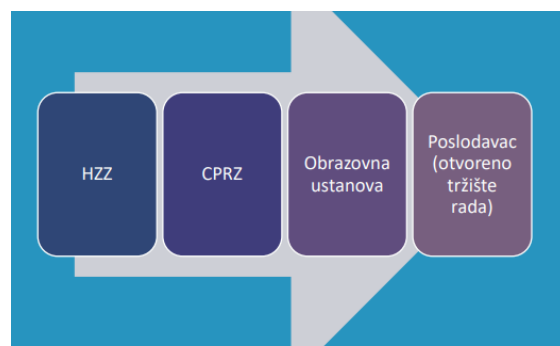 HZZ
CPRZ
Obrazovna
ustanova
Poslodavac
(otvoreno
tržište
rada)